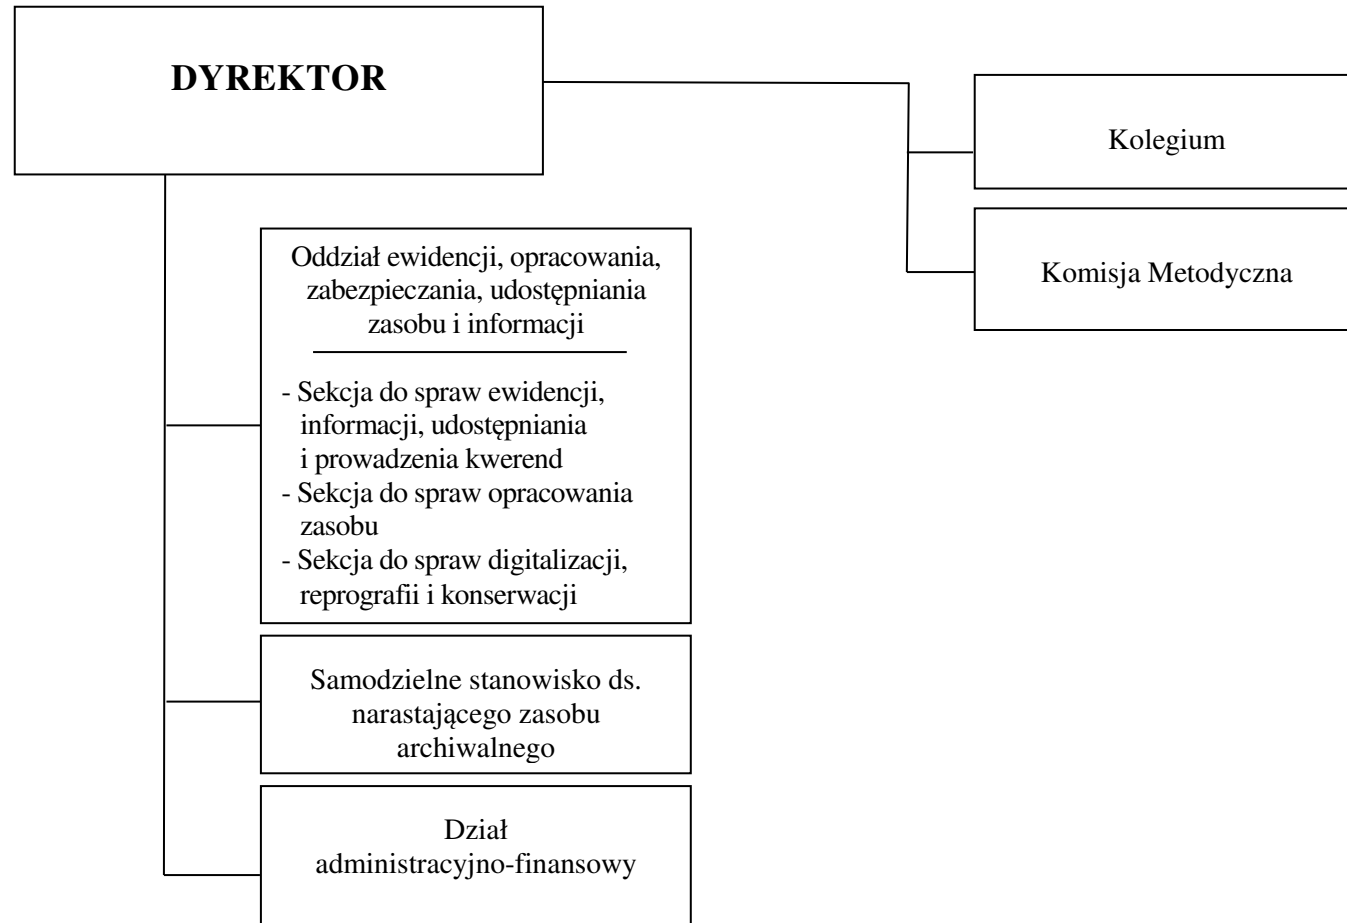 DYREKTOR
Kolegium
Komisja Metodyczna
Oddział ewidencji, opracowania,
zabezpieczania, udostępniania
zasobu i informacji
- Sekcja do spraw ewidencji,
informacji, udostępniania
i prowadzenia kwerend
- Sekcja do spraw opracowania
zasobu
- Sekcja do spraw digitalizacji,
reprografii i konserwacji
Samodzielne stanowisko ds.
narastającego zasobu
archiwalnego
Dział
administracyjno-finansowy